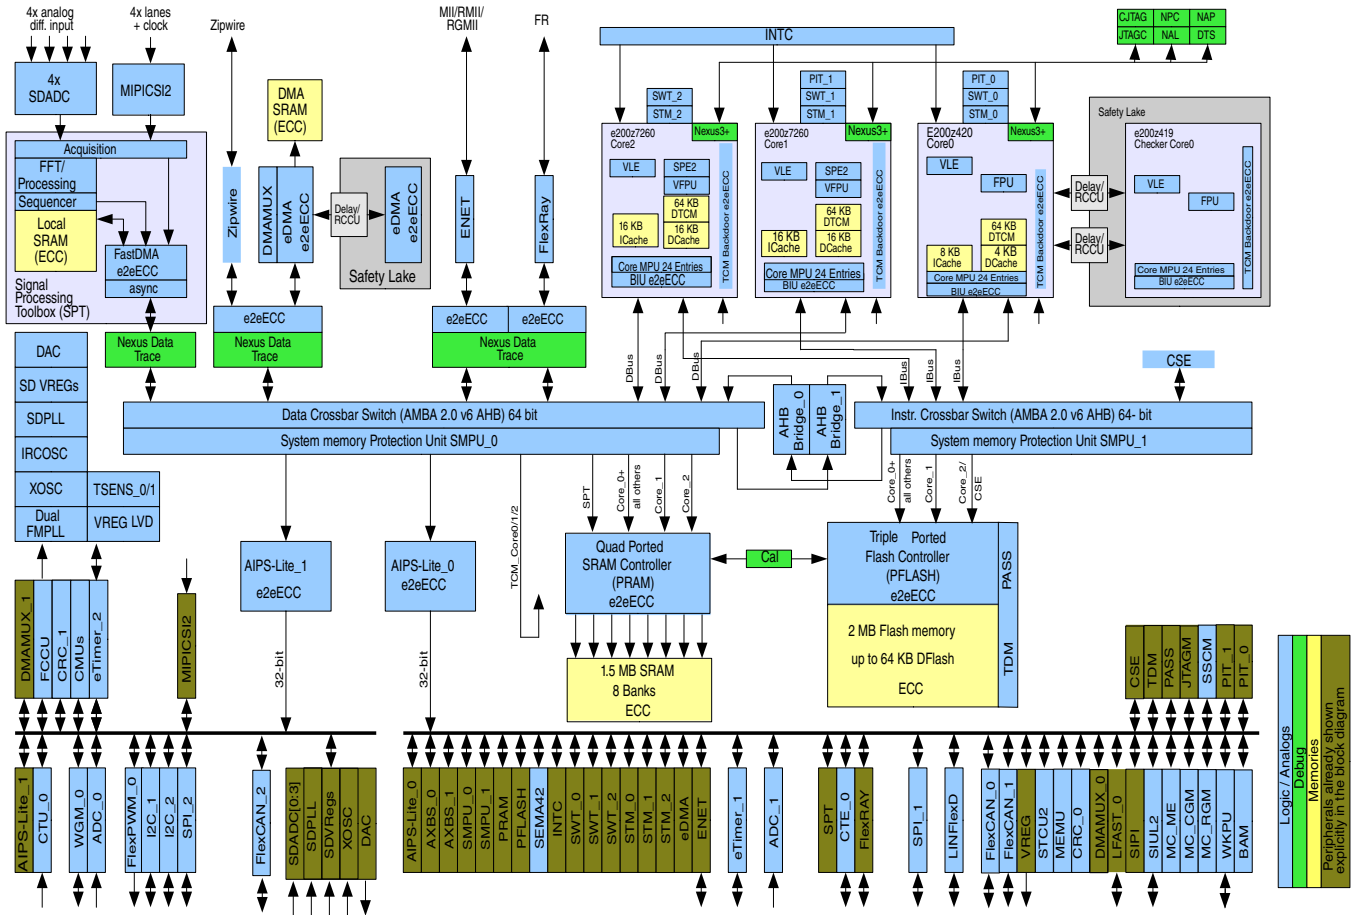 4x analog
diff. input
4x lanes
+ clock
Zipwire
MII/RMII/
RGMII
FR
INTC
CJTAG
NPC
NAP
JTAGC
NAL
DTS
4x
SDADC
MIPICSI2
DMA
SRAM
(ECC)
SWT_2
STM_2
PIT_1
SWT_1
STM_1
PIT_0
SWT_0
STM_0
Acquisition
FFT/
Processing
Sequencer
Local
SRAM
(ECC)
FastDMA
e2eECC
async
Signal
Processing
Toolbox (SPT)
Zipwire
DMAMUX
eDMA
e2eECC
Delay/
RCCU
eDMA
e2eECC
Safety Lake
ENET
FlexRay
e200z7260
Core2
Nexus3+
VLE
SPE2
VFPU
64 KB
DTCM
16 KB
ICache
16 KB
DCache
Core MPU 24 Entries
BIU e2eECC
TCM Backdoor e2eECC
e200z7260
Core1
Nexus3+
VLE
SPE2
VFPU
64 KB
DTCM
16 KB
ICache
16 KB
DCache
Core MPU 24 Entries
BIU e2eECC
TCM Backdoor e2eECC
E200z420
Core0
Nexus3+
VLE
FPU
64 KB
DTCM
8 KB
ICache
4 KB
DCache
Core MPU 24 Entries
BIU e2eECC
TCM Backdoor e2eECC
Safety Lake
Delay/
RCCU
Delay/
RCCU
e200z419
Checker Core0
VLE
FPU
Core MPU 24 Entries
BIU e2eECC
TCM Backdoor e2eECC
e2eECC
e2eECC
e2eECC
Nexus Data
Trace
Nexus Data
Trace
Nexus Data
Trace
DBus
DBus
DBus
IBus
IBus
IBus
CSE
DAC
SD VREGs
SDPLL
IRCOSC
XOSC
TSENS_0/1
Dual
FMPLL
VREG LVD
Data Crossbar Switch (AMBA 2.0 v6 AHB) 64 bit
System memory Protection Unit SMPU_0
AHB
Bridge_0
AHB
Bridge_1
Instr. Crossbar Switch (AMBA 2.0 v6 AHB) 64- bit
System memory Protection Unit SMPU_1
TCM_Core0/1/2
SPT
Core_0+
all others
Core_1
Core_2
Core_0+
all others
Core_1
Core_2/
CSE
AIPS-Lite_1
e2eECC
AIPS-Lite_0
e2eECC
Quad Ported
SRAM Controller
(PRAM)
e2eECC
Cal
Triple Ported
Flash Controller
(PFLASH)
e2eECC
PASS
TDM
2 MB Flash memory
up to 64 KB DFlash
ECC
1.5 MB SRAM
8 Banks
ECC
32-bit
32-bit
DMAMUX_1
FCCU
CRC_1
CMUs
eTimer_2
MIPICSI2
CSE
TDM
PASS
JTAGM
SSCM
PIT_1
PIT_0
AIPS-Lite_1
CTU_0
WGM_0
ADC_0
FlexPWM_0
I2C_1
I2C_2
SPI_2
FlexCAN_2
SDADC[0:3]
SDPLL
SDVRegs
XOSC
DAC
AIPS-Lite_0
AXBS_0
AXBS_1
SMPU_0
SMPU_1
PRAM
PFLASH
SEMA42
INTC
SWT_0
SWT_1
SWT_2
STM_0
STM_1
STM_2
eDMA
ENET
eTimer_1
ADC_1
SPT
CTE_0
FlexRAY
SPI_1
LINFlexD
FlexCAN_0
FlexCAN_1
VREG
STCU2
MEMU
CRC_0
DMAMUX_0
LFAST_0
SIPI
SIUL2
MC_ME
MC_CGM
MC_RGM
WKPU
BAM
Logic / Analogs
Debug
Memories
Peripherals already shown
explicitly in the block diagram